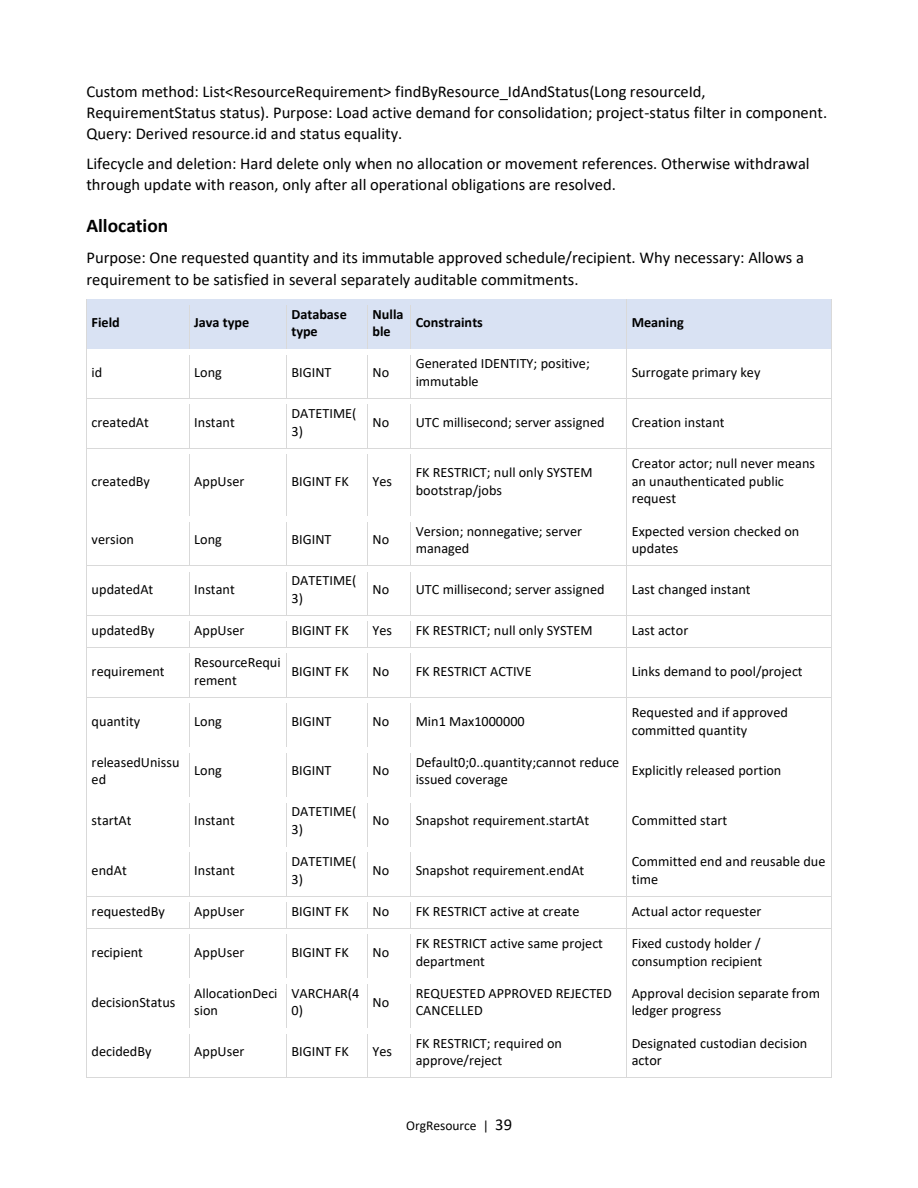 Custom method: List<ResourceRequirement> findByResource_IdAndStatus(Long resourceId,
RequirementStatus status). Purpose: Load active demand for consolidation; project-status filter in component.
Query: Derived resource.id and status equality.
Lifecycle and deletion: Hard delete only when no allocation or movement references. Otherwise withdrawal
through update with reason, only after all operational obligations are resolved.
Allocation
Purpose: One requested quantity and its immutable approved schedule/recipient. Why necessary: Allows a
requirement to be satisfied in several separately auditable commitments.
Field Java type Database type Nulla ble Constraints Meaning
id Long BIGINT No Generated IDENTITY; positive; immutable Surrogate primary key
createdAt Instant DATETIME( 3) No UTC millisecond; server assigned Creation instant
createdBy AppUser BIGINT FK Yes FK RESTRICT; null only SYSTEM bootstrap/jobs Creator actor; null never means an unauthenticated public request
version Long BIGINT No Version; nonnegative; server managed Expected version checked on updates
updatedAt Instant DATETIME( 3) No UTC millisecond; server assigned Last changed instant
updatedBy AppUser BIGINT FK Yes FK RESTRICT; null only SYSTEM Last actor
requirement ResourceRequi rement BIGINT FK No FK RESTRICT ACTIVE Links demand to pool/project
quantity Long BIGINT No Min1 Max1000000 Requested and if approved committed quantity
releasedUnissu ed Long BIGINT No Default0;0..quantity;cannot reduce issued coverage Explicitly released portion
startAt Instant DATETIME( 3) No Snapshot requirement.startAt Committed start
endAt Instant DATETIME( 3) No Snapshot requirement.endAt Committed end and reusable due time
requestedBy AppUser BIGINT FK No FK RESTRICT active at create Actual actor requester
recipient AppUser BIGINT FK No FK RESTRICT active same project department Fixed custody holder / consumption recipient
decisionStatus AllocationDeci sion VARCHAR(4 0) No REQUESTED APPROVED REJECTED CANCELLED Approval decision separate from ledger progress
decidedBy AppUser BIGINT FK Yes FK RESTRICT; required on approve/reject Designated custodian decision actor
OrgResource | 39